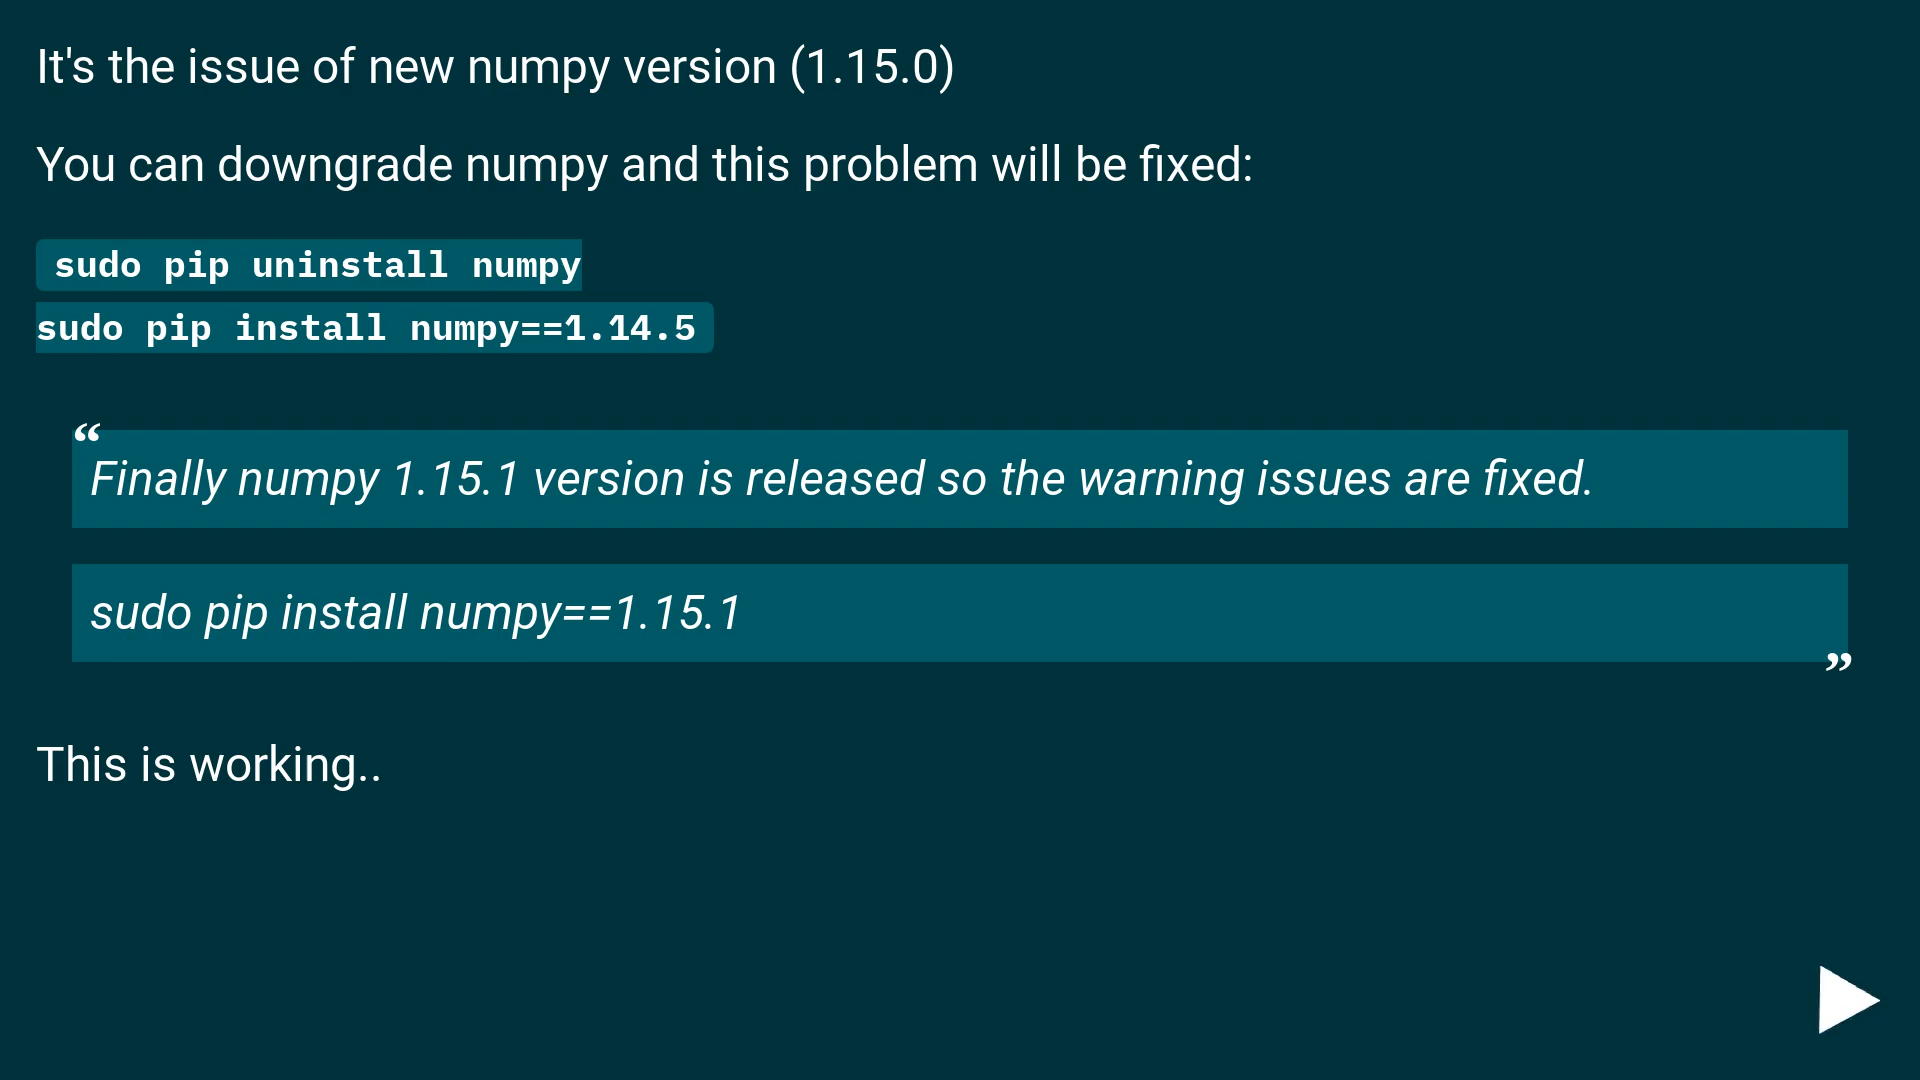 It's the issue of new numpy version (1.15.0)
You can downgrade numpy and this problem will be fixed:
sudo pip uninstall numpy
sudo pip install numpy==1.14.5
“
Finally numpy 1.15.1 version is released so the warning issues are fixed.
sudo pip install numpy==1.15.1
”
This is working..